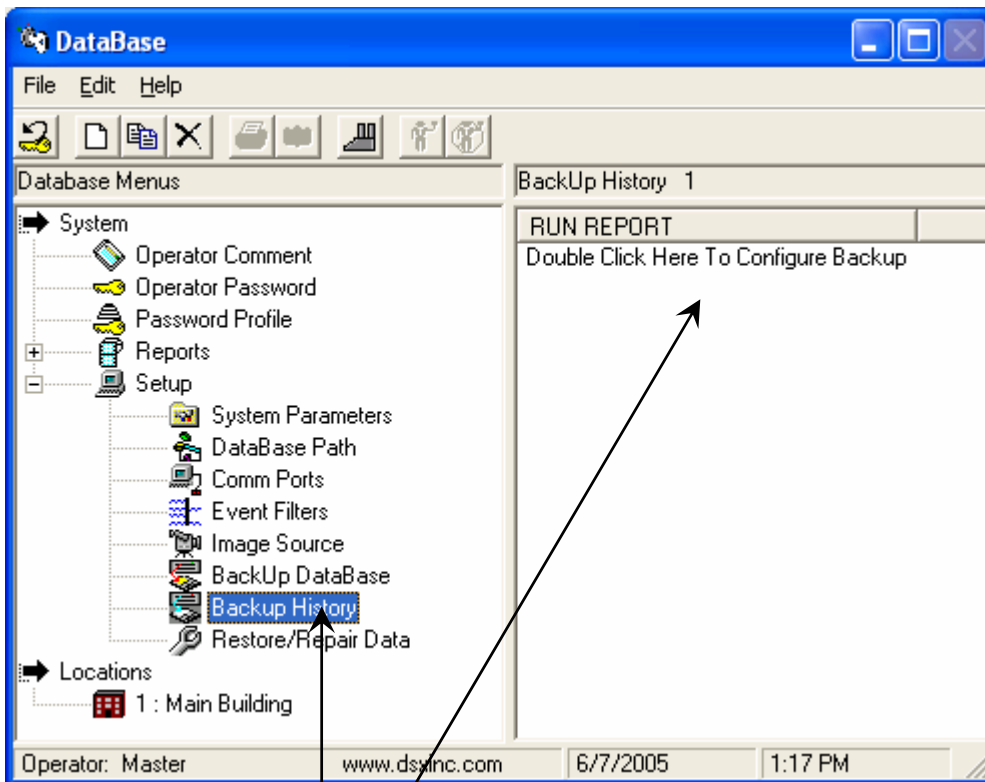 DataBase
File Edit Help
Database Menus
BackUp History 1
System
Operator Comment
Operator Password
Password Profile
Reports
Setup
System Parameters
DataBase Path
Comm Ports
Event Filters
Image Source
BackUp DataBase
Backup History
Restore/Repair Data
Locations
1 : Main Building
RUN REPORT
Double Click Here To Configure Backup
Operator: Master www.dsxinc.com 6/7/2005 1:17 PM